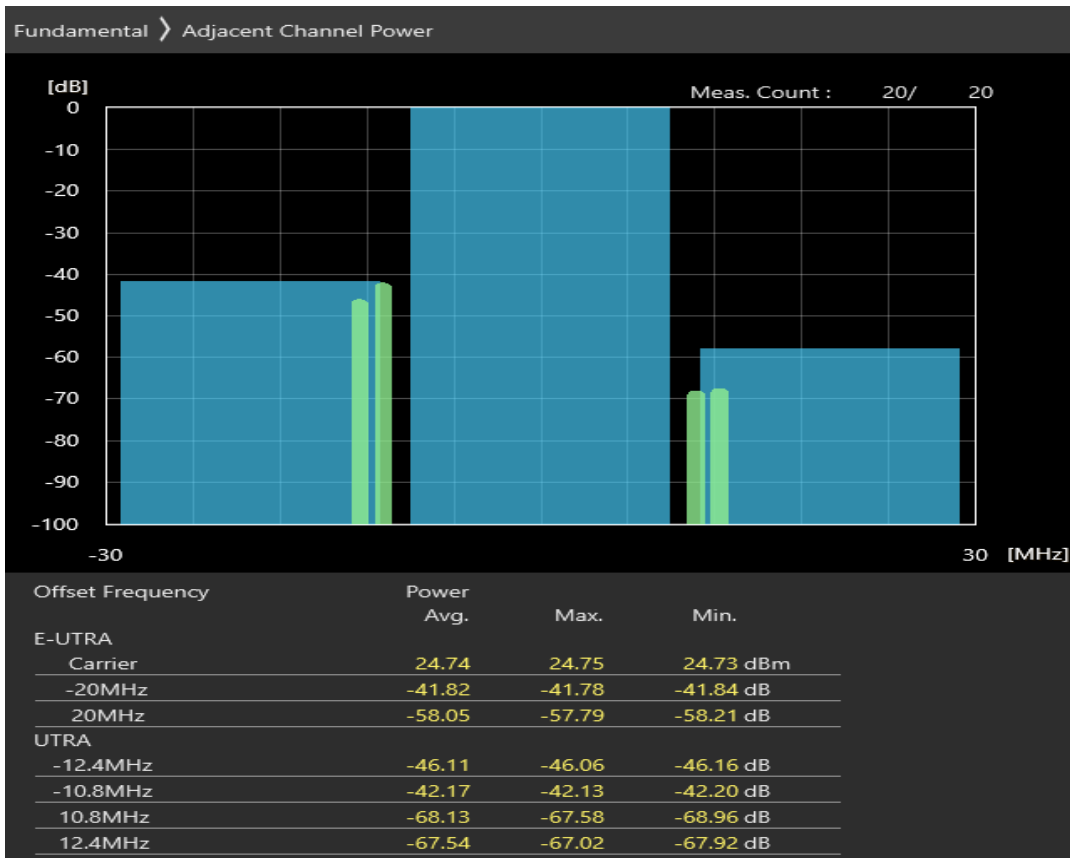 Fundamental 〉 Adjacent Channel Power
[dB]
Meas. Count : 20/ 20
0
-10
-20
-30
-40
-50
-60
-70
-80
-90
-100
-30 30 [MHz]
Offset Frequency Power
Avg. Max. Min.
E-UTRA
Carrier 24.74 24.75 24.73 dBm
-20MHz -41.82 -41.78 -41.84 dB
20MHz -58.05 -57.79 -58.21 dB
UTRA
-12.4MHz -46.11 -46.06 -46.16 dB
-10.8MHz -42.17 -42.13 -42.20 dB
10.8MHz -68.13 -67.58 -68.96 dB
12.4MHz -67.54 -67.02 -67.92 dB